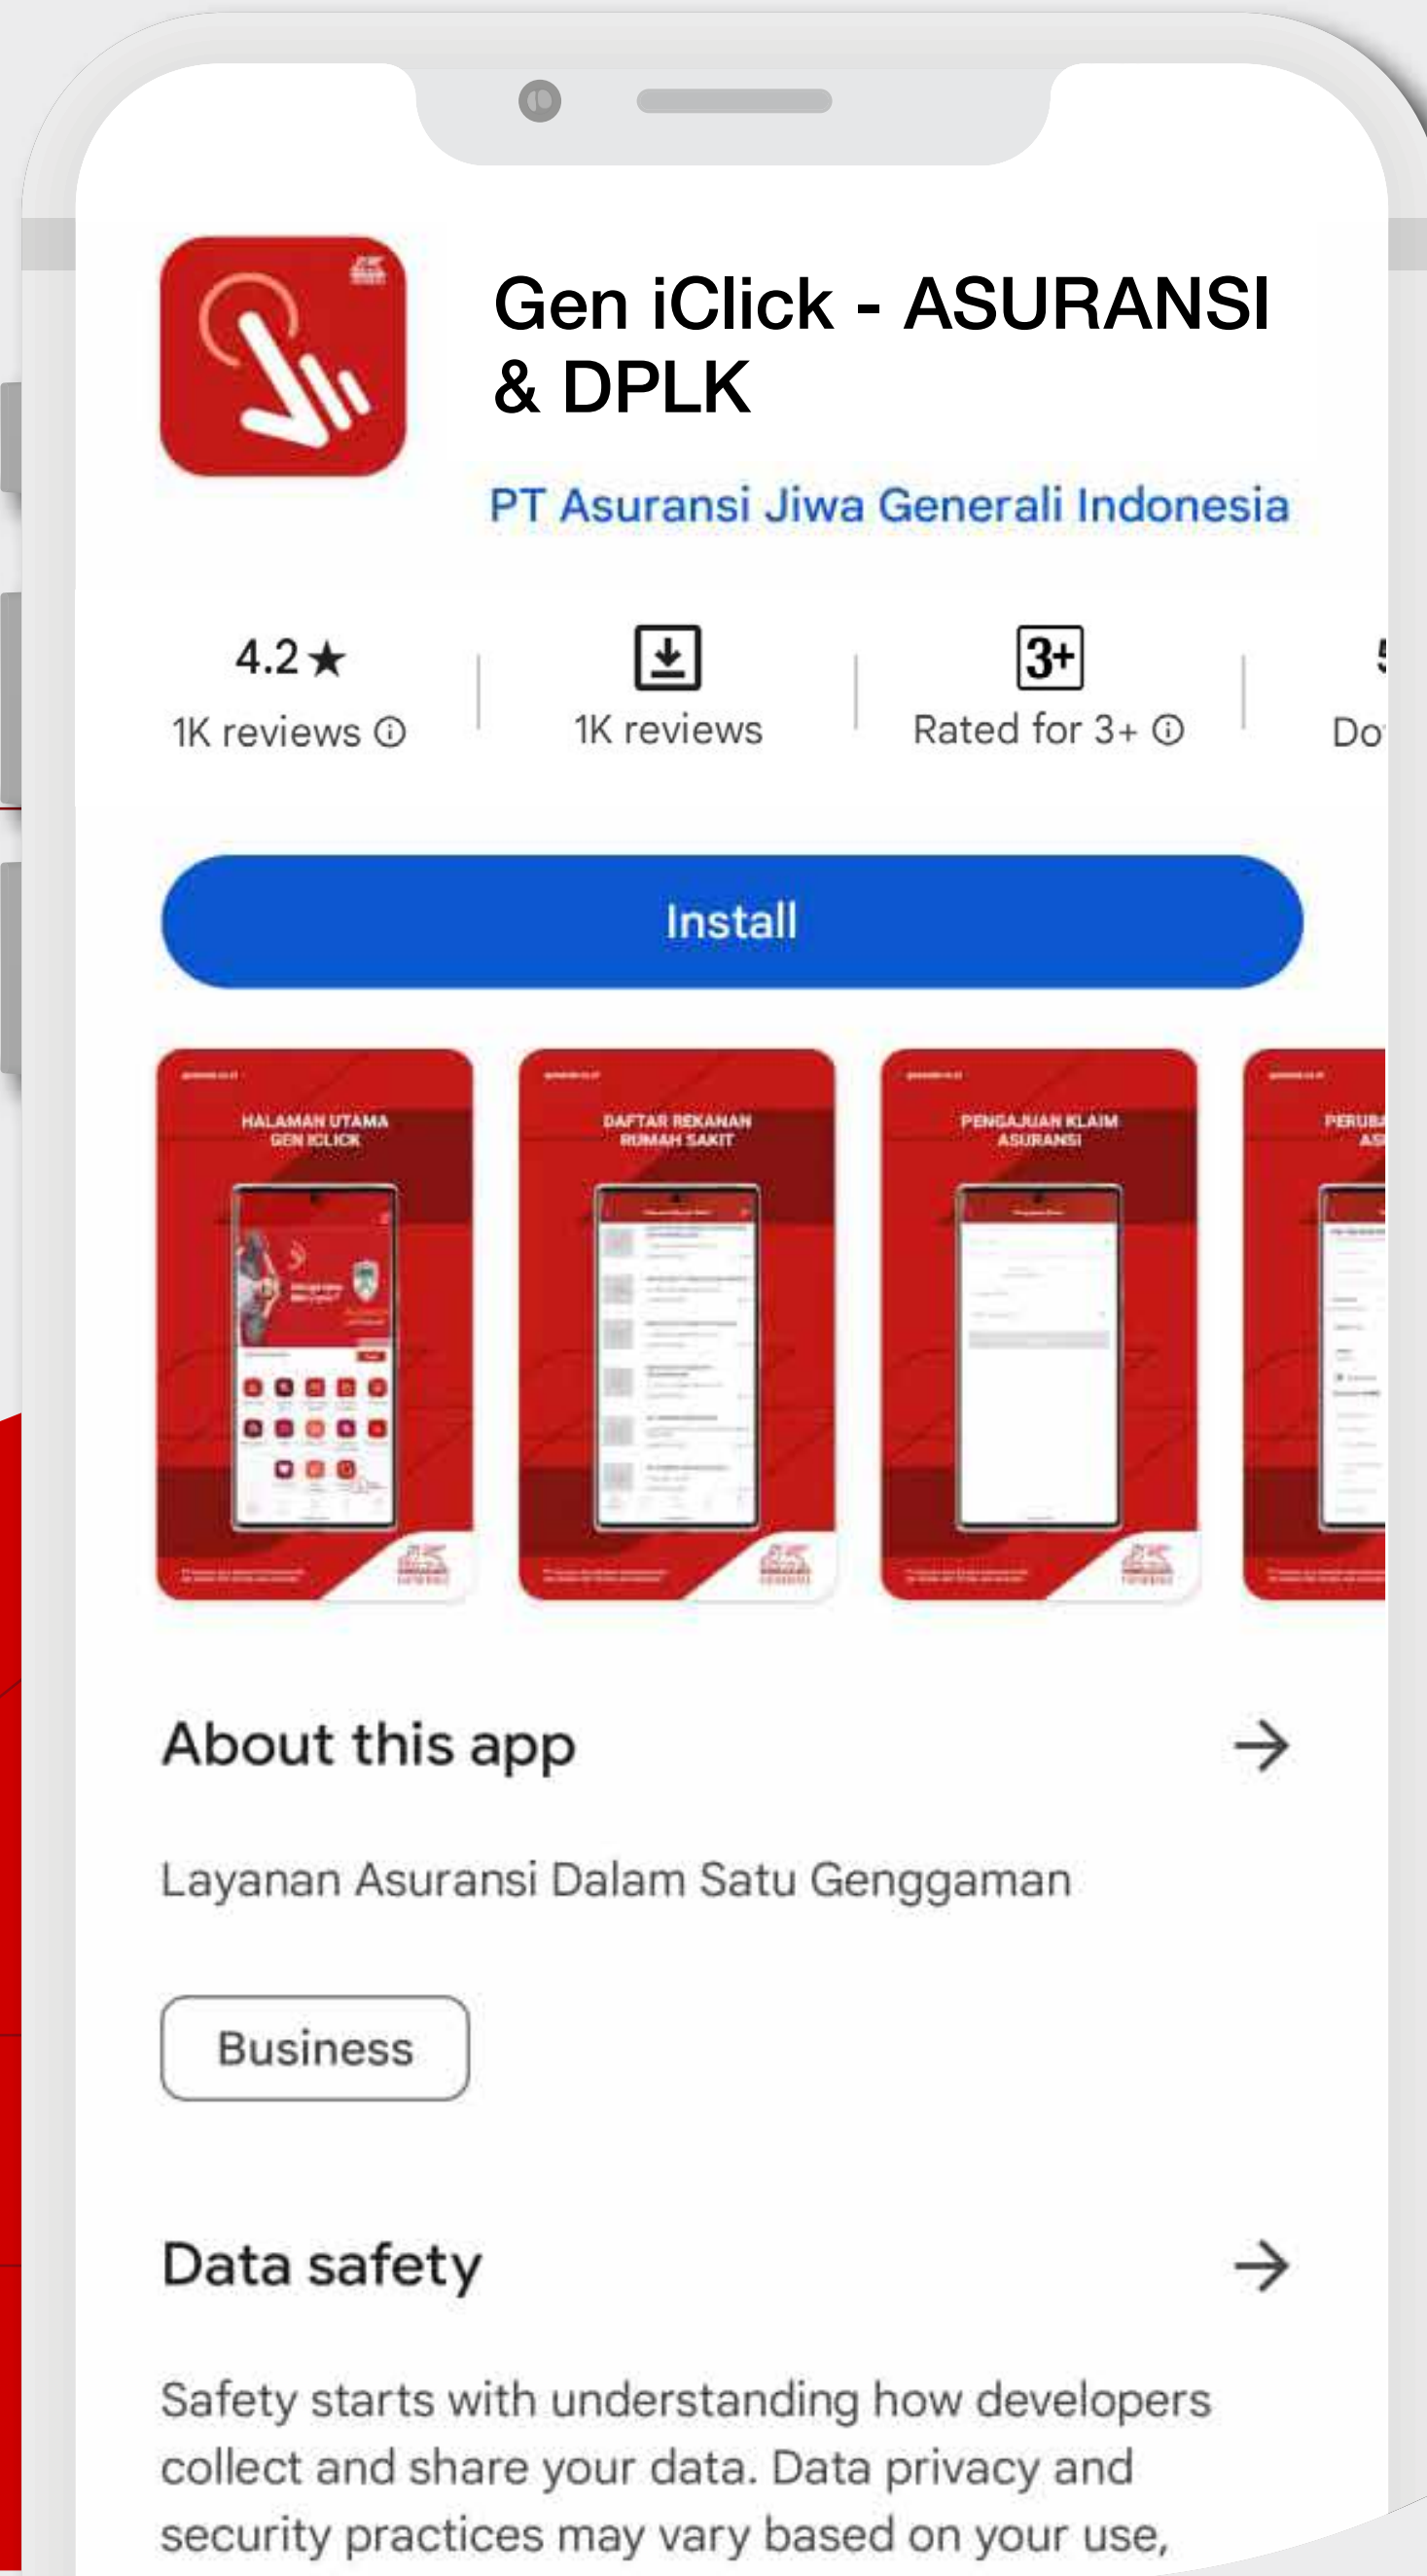 Gen iClick - ASURANSI
& DPLK
PT Asuransi Jiwa Generali Indonesia
4.2★
1K reviews
1K reviews
3+
Rated for 3+
Do
Install
HALAMAN UTAMA
GEN ICLICK
DAFTAR REKANAN
RUMAH SAKIT
PENGAJUAN KLAIM
ASURANSI
About this app
Layanan Asuransi Dalam Satu Genggaman
Business
Data safety
Safety starts with understanding how developers
collect and share your data. Data privacy and
security practices may vary based on your use,